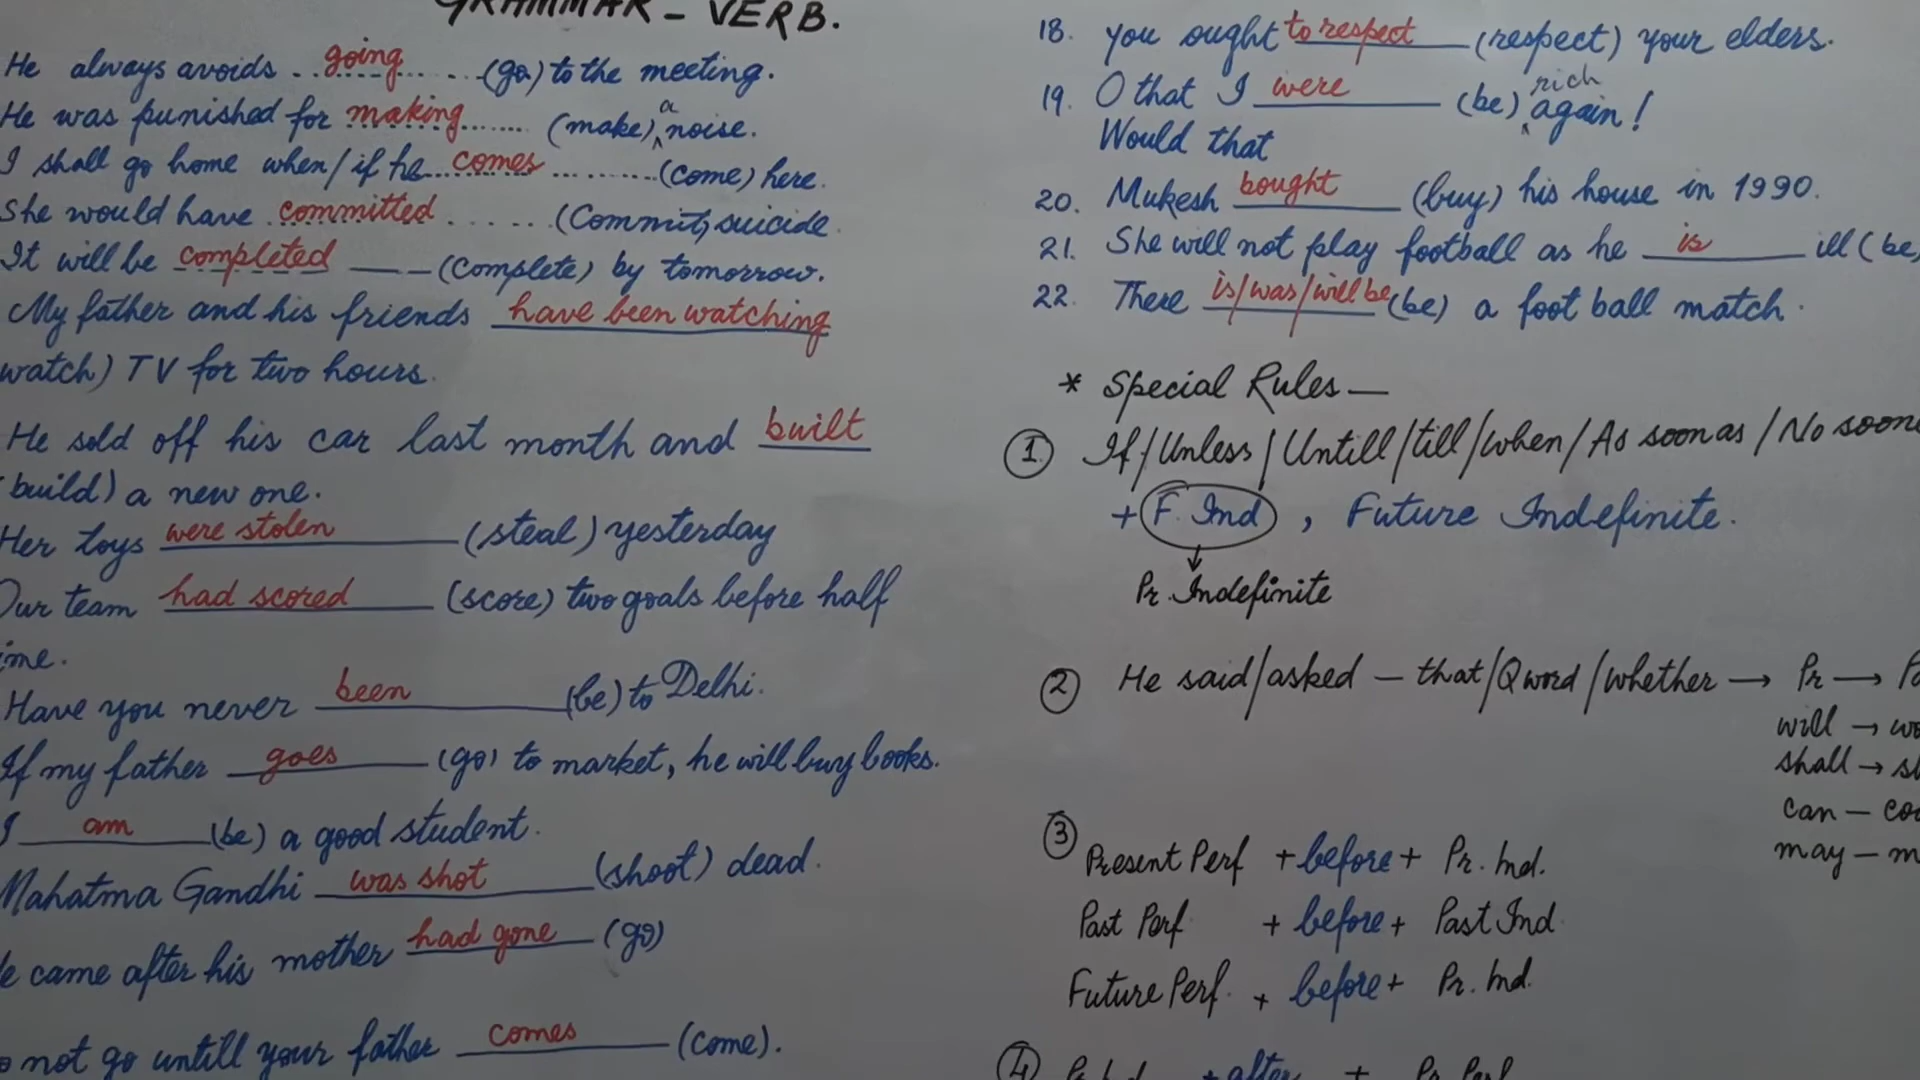 GRAMMAR - VERB.
He always avoids .. going ... (go) to the meeting.
He was punished for making ...... (make) a noise.
I shall go home when/if he comes ......... (come) here.
She would have committed ...... (Commit) suicide.
It will be completed ___ (complete) by tomorrow.
My father and his friends have been watching
watch) TV for two hours.
He sold off his car last month and built
build) a new one.
Her toys were stolen (steal) yesterday
Our team had scored (score) two goals before half
ime.
Have you never been (be) to Delhi.
If my father goes (go) to market, he will buy books.
I am (be) a good student.
Mahatma Gandhi was shot (shoot) dead.
e came after his mother had gone (go)
o not go untill your father comes (come).
18. you ought to respect (respect) your elders.
19. O that I were (be) rich again!
Would that
20. Mukesh bought (buy) his house in 1990.
21. She will not play football as he is ill (be
22. There is/was/will be (be) a foot ball match.
* Special Rules —
① If/Unless/Untill/till/when/As soon as/No soon
+ F. Ind, Future Indefinite.
↓
Pr. Indefinite
② He said/asked — that/Qword/whether → Pr → Pa
will → wo
shall → sh
can — cou
may — m
③ Present Perf + before + Pr. Ind.
Past Perf + before + Past Ind
Future Perf. + before + Pr. Ind.
④ + after + Pr. Perf